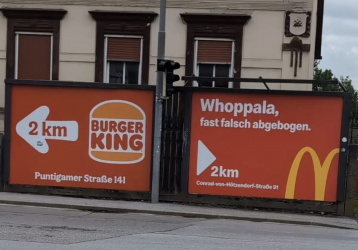 2 km
BURGER
KING
Puntigamer Straße 141
Whoppala,
fast falsch abgebogen.
2 km
Conrad-von-Hötzendorf-Straße 91